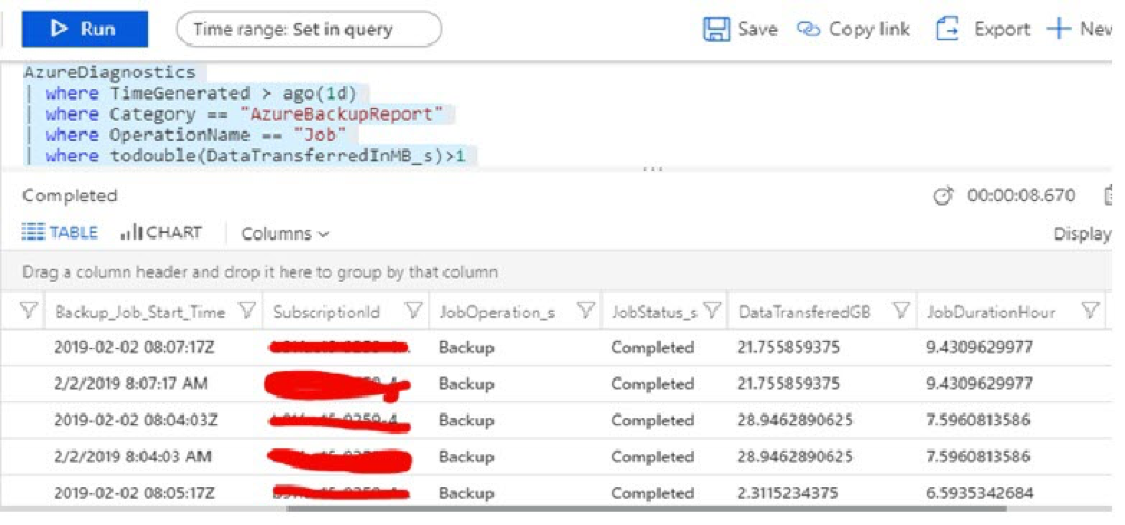 Run Time range: Set in query Save Copy link Export New
AzureDiagnostics
| where TimeGenerated > ago(1d)
| where Category == "AzureBackupReport"
| where OperationName == "Job"
| where todouble(DataTransferredInMB_s)>1
Completed 00:00:08.670
TABLE CHART Columns Display
Drag a column header and drop it here to group by that column
Backup_Job_Start_Time SubscriptionId JobOperation_s JobStatus_s DataTransferedGB JobDurationHour
2019-02-02 08:07:17Z Backup Completed 21.755859375 9.4309629977
2/2/2019 8:07:17 AM Backup Completed 21.755859375 9.4309629977
2019-02-02 08:04:03Z Backup Completed 28.9462890625 7.5960813586
2/2/2019 8:04:03 AM Backup Completed 28.9462890625 7.5960813586
2019-02-02 08:05:17Z Backup Completed 2.3115234375 6.5935342684